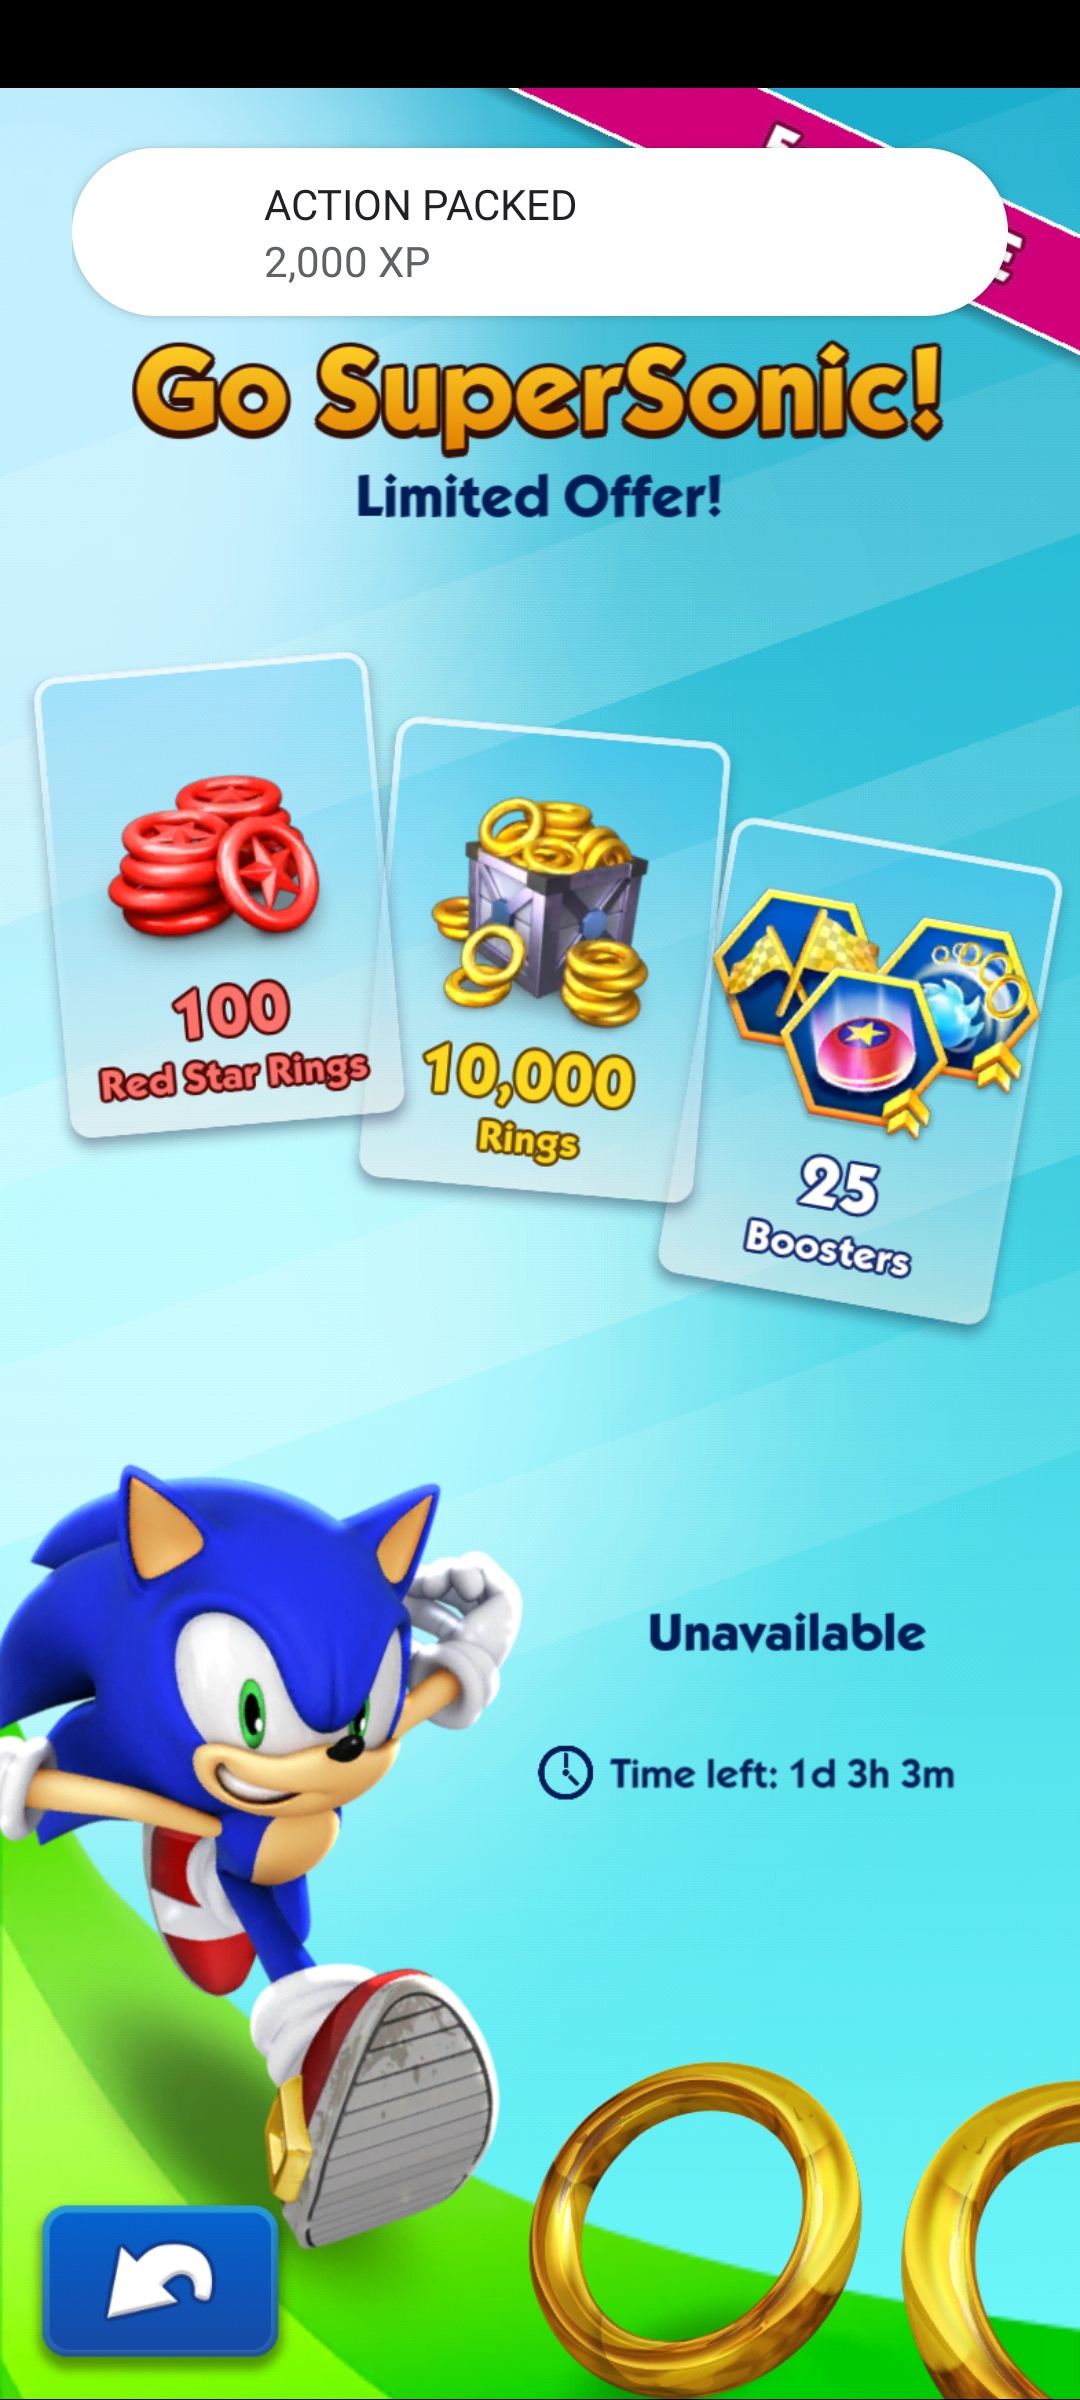 ACTION PACKED
2,000 XP
Go SuperSonic!
Limited Offer!
100
Red Star Rings
10,000
Rings
25
Boosters
Unavailable
Time left: 1d 3h 3m